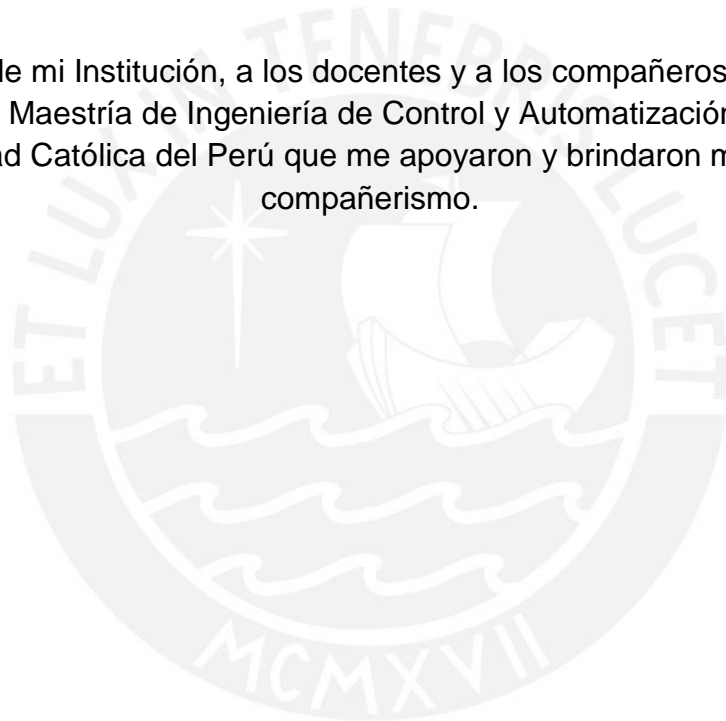 le mi Institución, a los docentes y a los compañeros
Maestría de Ingeniería de Control y Automatización
ad Católica del Perú que me apoyaron y brindaron m
compañerismo.
ET LUX IN TENEBRIS LUCET
MCMXVII